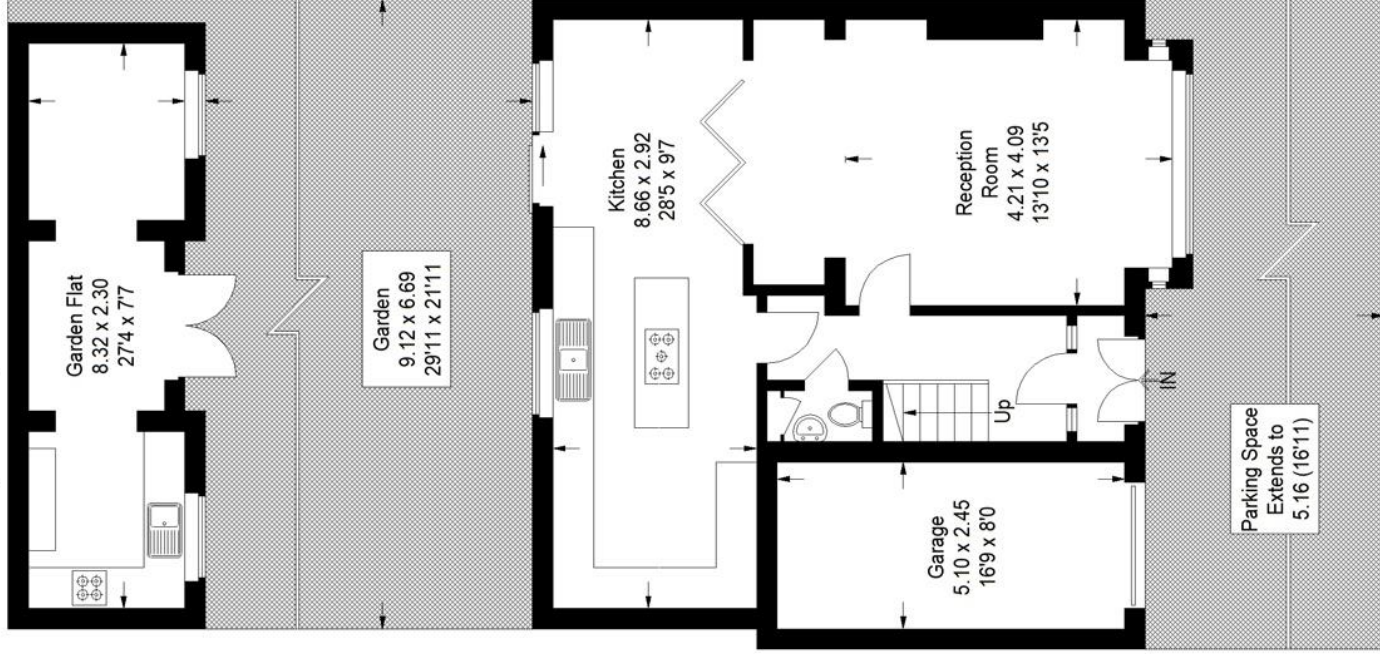 Garden Flat
8.32 x 2.30
27'4 x 7'7
Garden
9.12 x 6.69
29'11 x 21'11
Kitchen
8.66 x 2.92
28'5 x 9'7
Reception
Room
4.21 x 4.09
13'10 x 13'5
Up
IN
Garage
5.10 x 2.45
16'9 x 8'0
Parking Space
Extends to
5.16 (16'11)